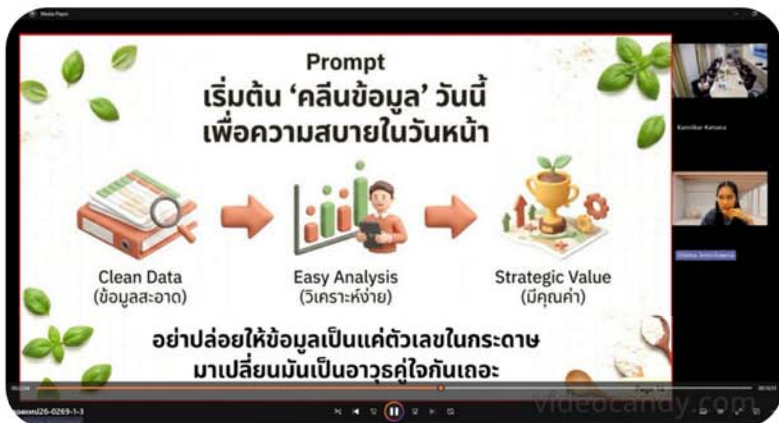 Media Player
Prompt
เริ่มต้น ‘คลีนข้อมูล’ วันนี้
เพื่อความสบายในวันหน้า
Clean Data
(ข้อมูลสะอาด)
Easy Analysis
(วิเคราะห์ง่าย)
Strategic Value
(มีคุณค่า)
อย่าปล่อยให้ข้อมูลเป็นแค่ตัวเลขในกระดาษ
มาเปลี่ยนมันเป็นอาวุธคู่ใจกันเถอะ
videocandy.com